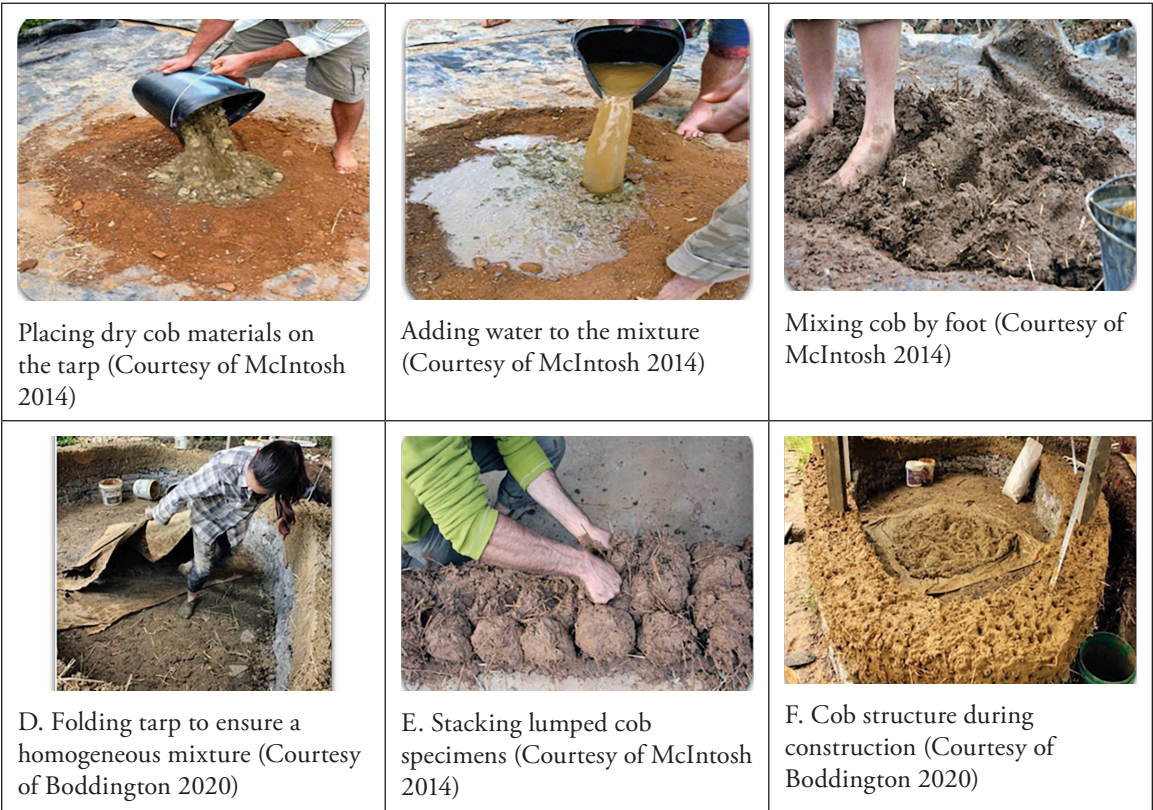 Placing dry cob materials on
the tarp (Courtesy of McIntosh
2014)
Adding water to the mixture
(Courtesy of McIntosh 2014)
Mixing cob by foot (Courtesy of
McIntosh 2014)
D. Folding tarp to ensure a
homogeneous mixture (Courtesy
of Boddington 2020)
E. Stacking lumped cob
specimens (Courtesy of McIntosh
2014)
F. Cob structure during
construction (Courtesy of
Boddington 2020)